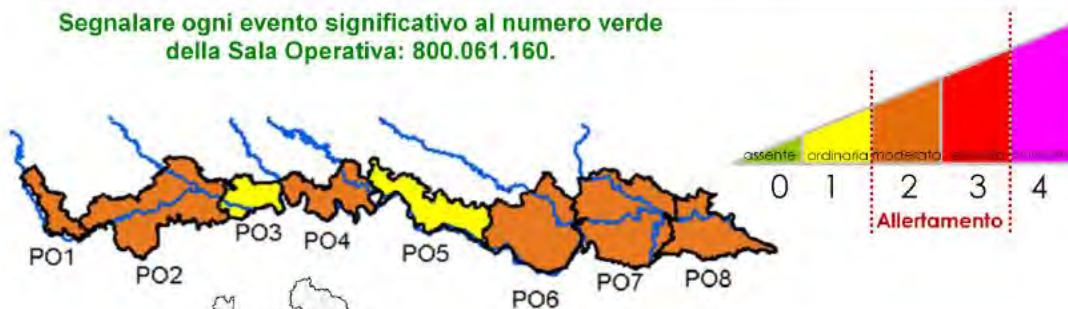 Segnalare ogni evento significativo al numero verde
della Sala Operativa: 800.061.160.
assente ordinaria moderata
0 1 2 3 4
Allertamento
PO1
PO2
PO3
PO4
PO5
PO6
PO7
PO8